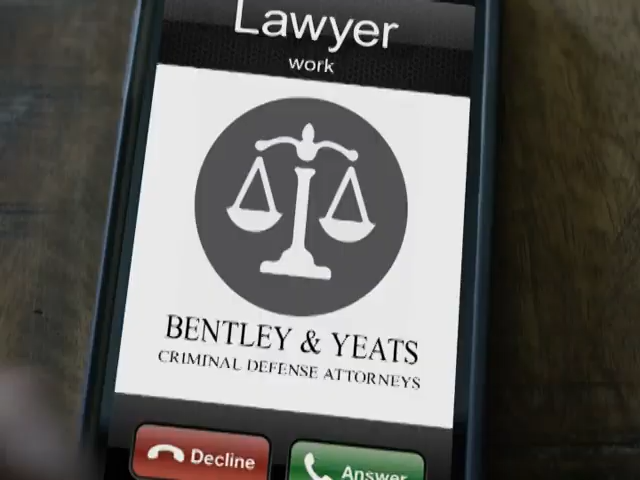 Lawyer
work
BENTLEY & YEATS
CRIMINAL DEFENSE ATTORNEYS
Decline
Answer